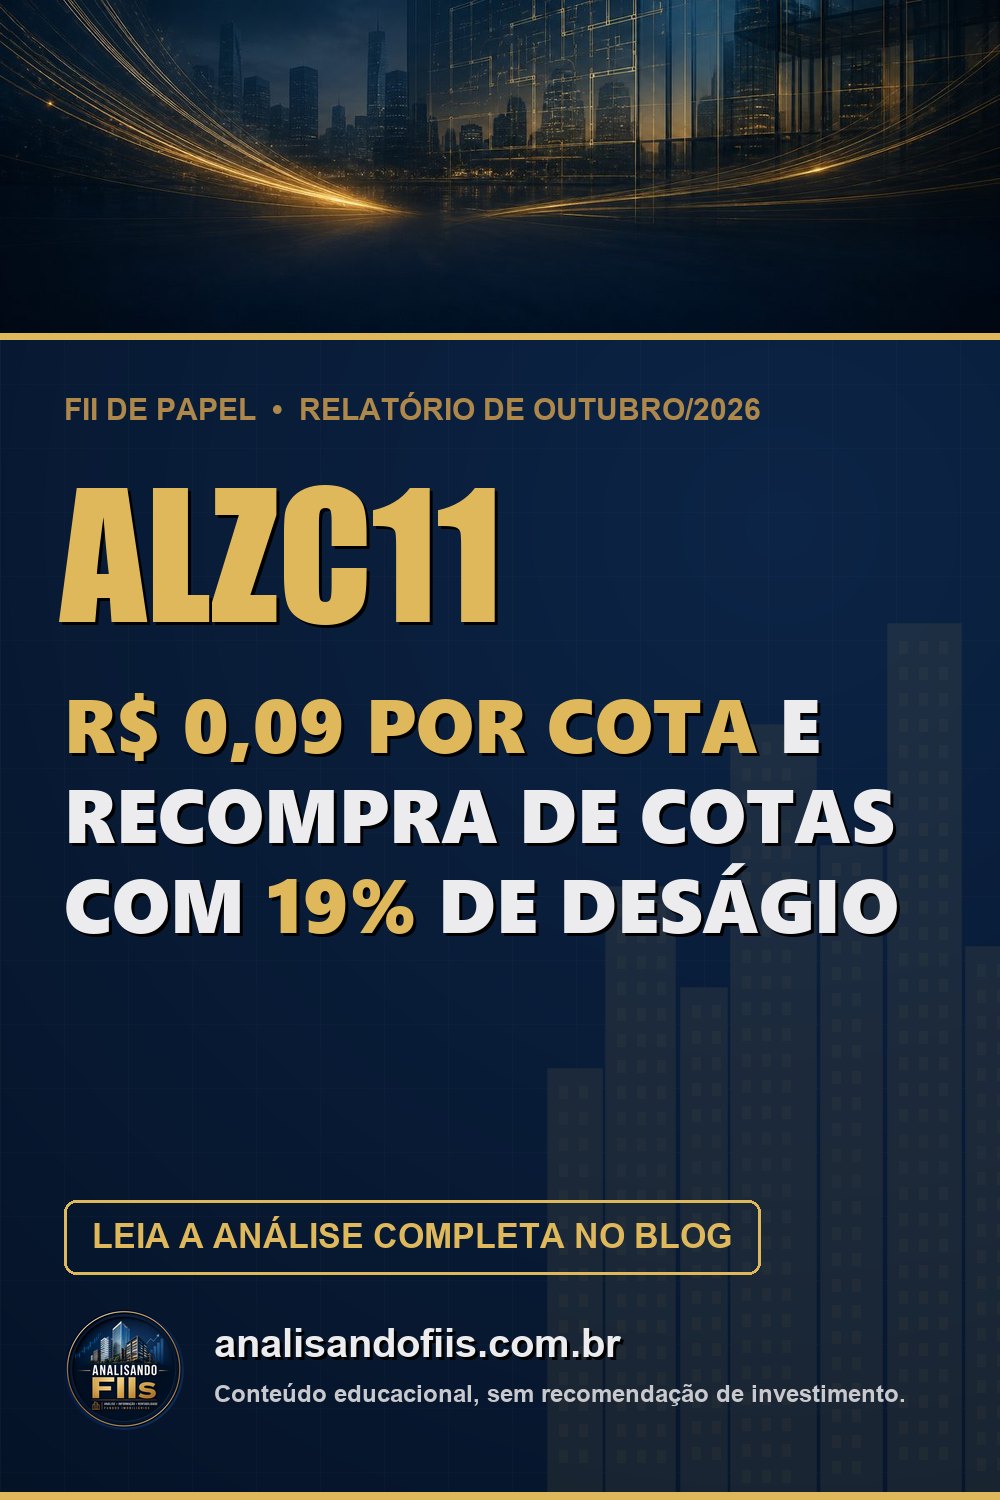 FII DE PAPEL • RELATÓRIO DE OUTUBRO/2026
ALZC11
R$ 0,09 POR COTA E
RECOMPRA DE COTAS
COM 19% DE DESÁGIO
LEIA A ANÁLISE COMPLETA NO BLOG
ANALISANDO
FIIs
analisandofiis.com.br
Conteúdo educacional, sem recomendação de investimento.